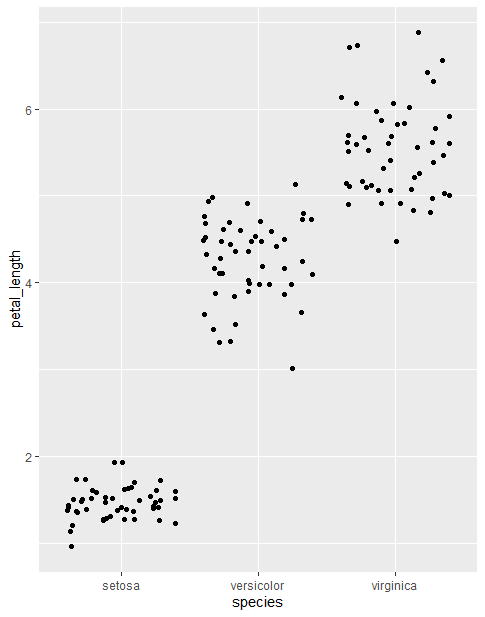 6
4
2
petal_length
setosa versicolor virginica
species